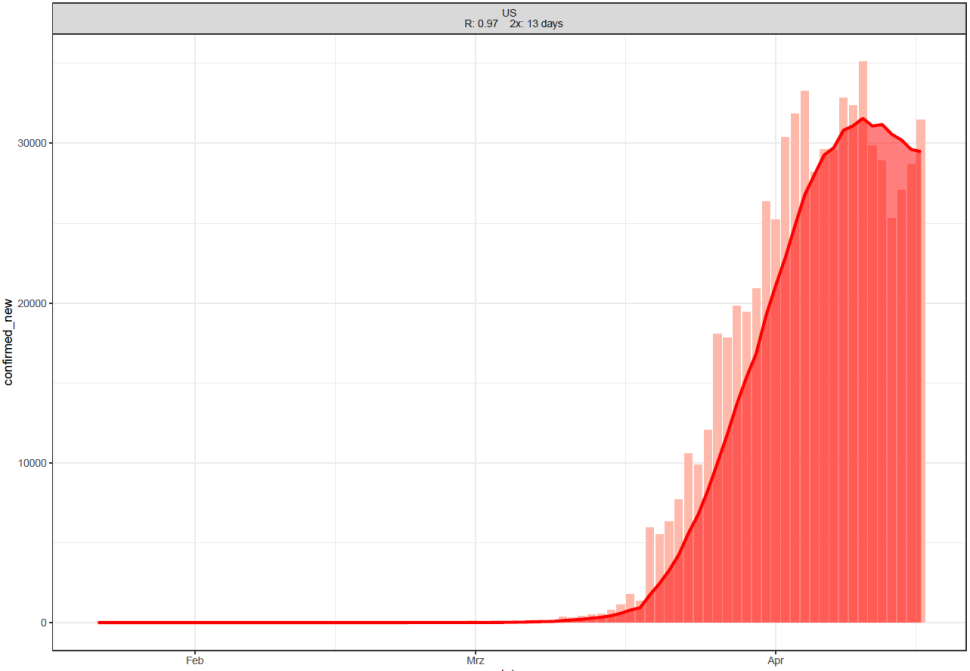 US
R: 0.97 2x: 13 days
confirmed_new
30000
20000
10000
0
Feb Mrz Apr